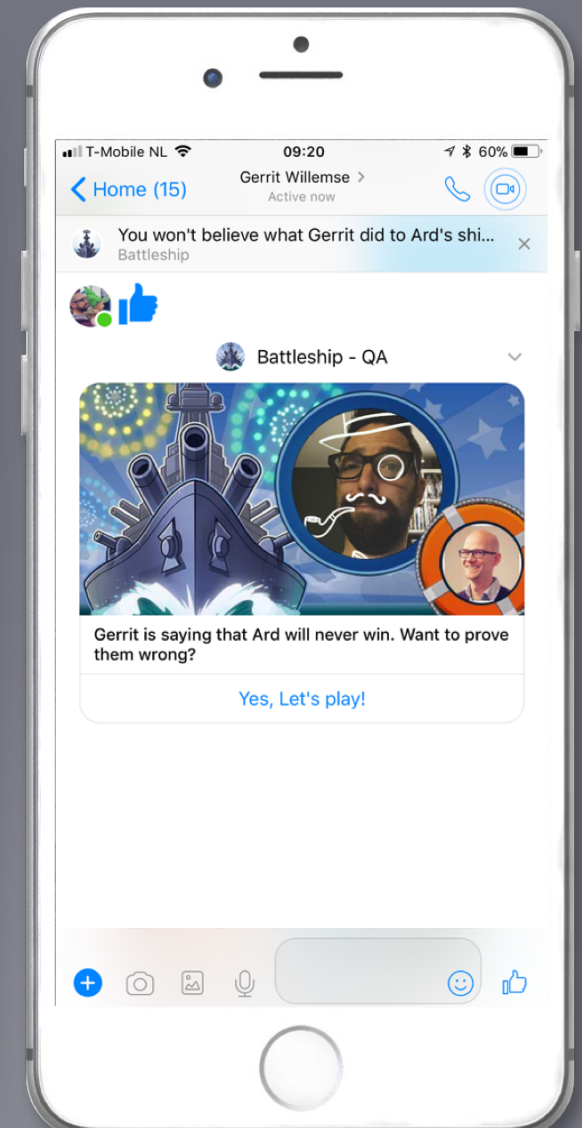 T-Mobile NL 09:20 60%
Home (15) Gerrit Willemse
Active now
You won't believe what Gerrit did to Ard's shi...
Battleship
Battleship - QA
Gerrit is saying that Ard will never win. Want to prove
them wrong?
Yes, Let's play!